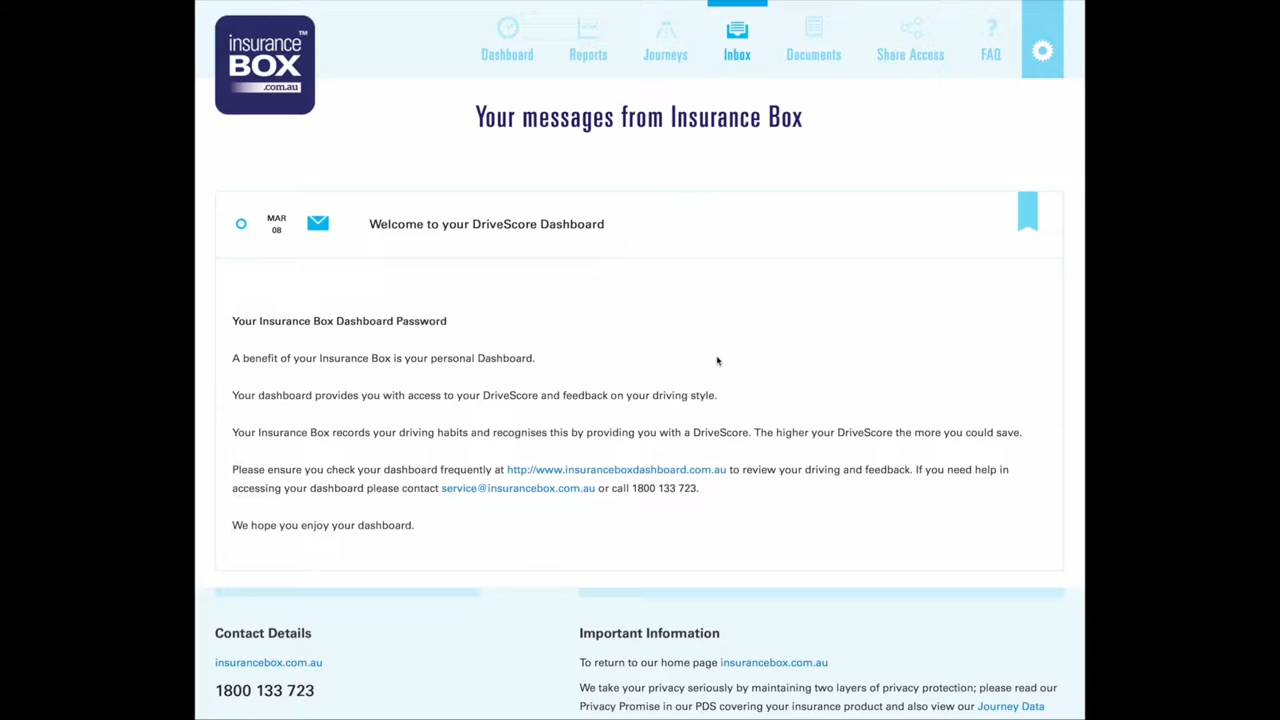 insurance™
BOX
.com.au
Dashboard Reports Journeys Inbox Documents Share Access ? FAQ
Your messages from Insurance Box
MAR
08
Welcome to your DriveScore Dashboard
Your Insurance Box Dashboard Password
A benefit of your Insurance Box is your personal Dashboard.
Your dashboard provides you with access to your DriveScore and feedback on your driving style.
Your Insurance Box records your driving habits and recognises this by providing you with a DriveScore. The higher your DriveScore the more you could save.
Please ensure you check your dashboard frequently at http://www.insuranceboxdashboard.com.au to review your driving and feedback. If you need help in
accessing your dashboard please contact service@insurancebox.com.au or call 1800 133 723.
We hope you enjoy your dashboard.
Contact Details
insurancebox.com.au
1800 133 723
Important Information
To return to our home page insurancebox.com.au
We take your privacy seriously by maintaining two layers of privacy protection; please read our
Privacy Promise in our PDS covering your insurance product and also view our Journey Data